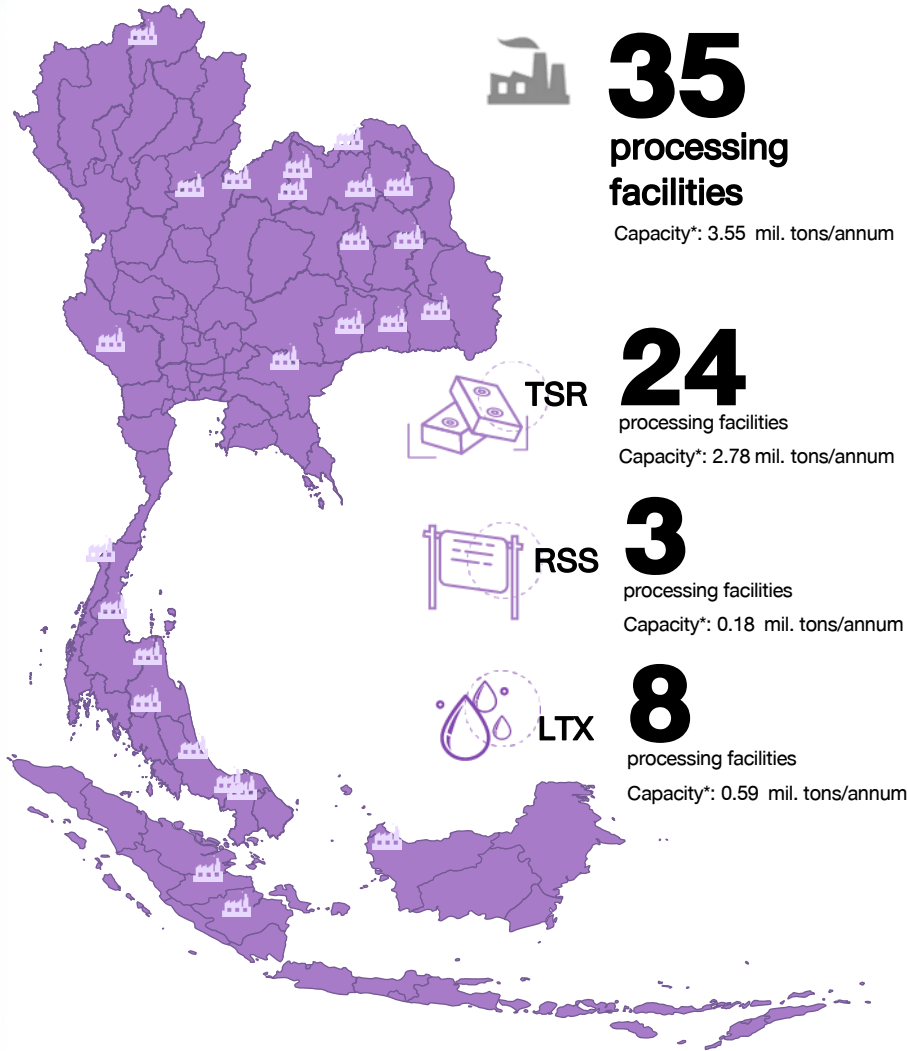 35
processing
facilities
Capacity*: 3.55 mil. tons/annum
TSR
24
processing facilities
Capacity*: 2.78 mil. tons/annum
RSS
3
processing facilities
Capacity*: 0.18 mil. tons/annum
LTX
8
processing facilities
Capacity*: 0.59 mil. tons/annum